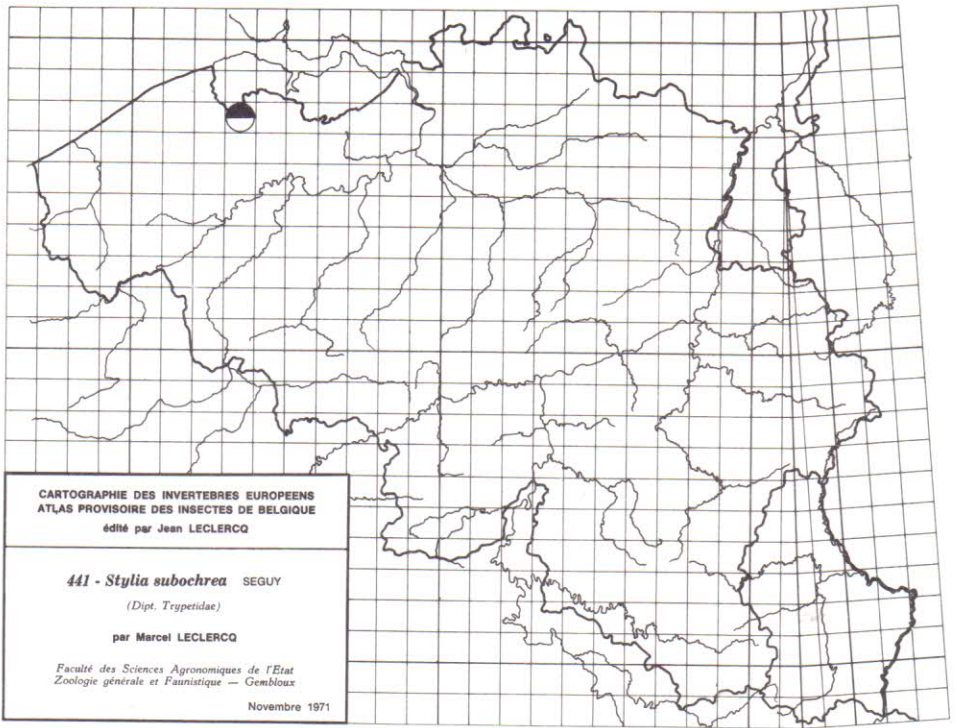 CARTOGRAPHIE DES INVERTEBRES EUROPEENS
ATLAS PROVISOIRE DES INSECTES DE BELGIQUE
édité par Jean LECLERCQ
441 - Stylia subochrea SEGUY
(Dipt. Trypetidae)
par Marcel LECLERCQ
Faculté des Sciences Agronomiques de l'Etat
Zoologie générale et Faunistique — Gembloux
Novembre 1971